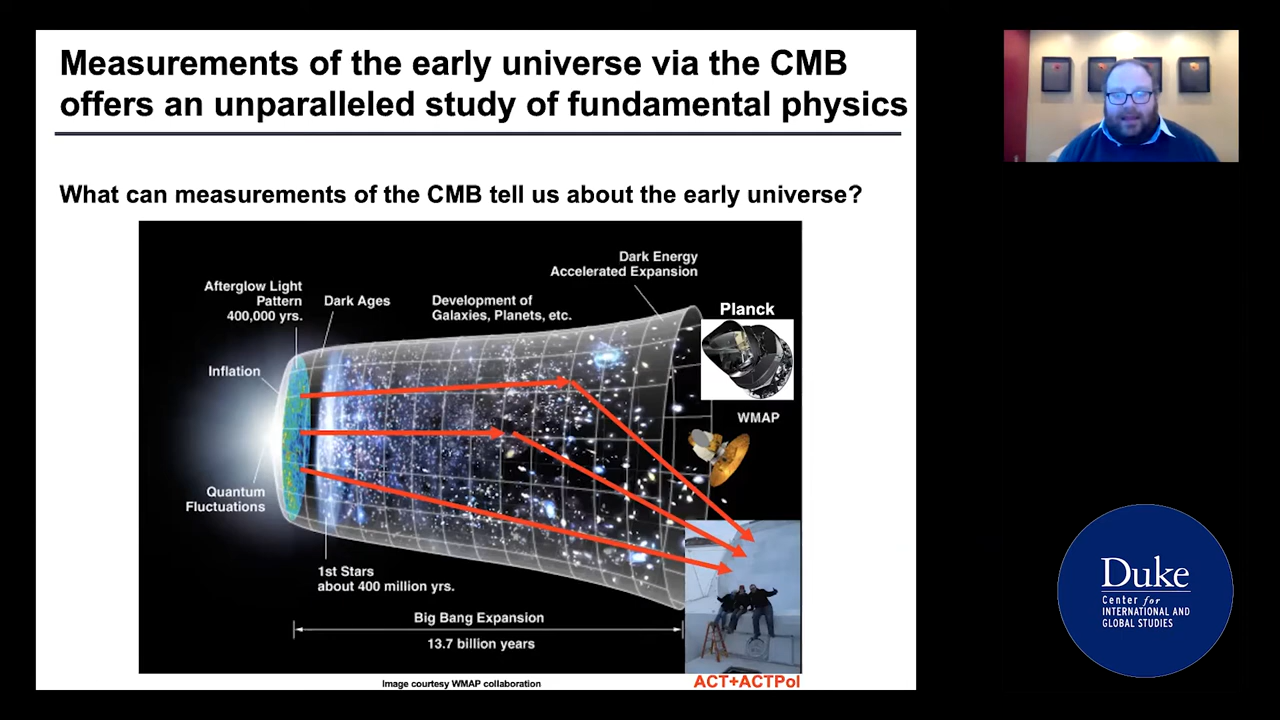 Measurements of the early universe via the CMB
offers an unparalleled study of fundamental physics
What can measurements of the CMB tell us about the early universe?
Dark Energy
Accelerated Expansion
Afterglow Light
Pattern
400,000 yrs.
Dark Ages
Development of
Galaxies, Planets, etc.
Planck
Inflation
WMAP
Quantum
Fluctuations
1st Stars
about 400 million yrs.
Big Bang Expansion
13.7 billion years
Image courtesy WMAP collaboration
ACT+ACTPol
Duke
Center for
INTERNATIONAL AND
GLOBAL STUDIES